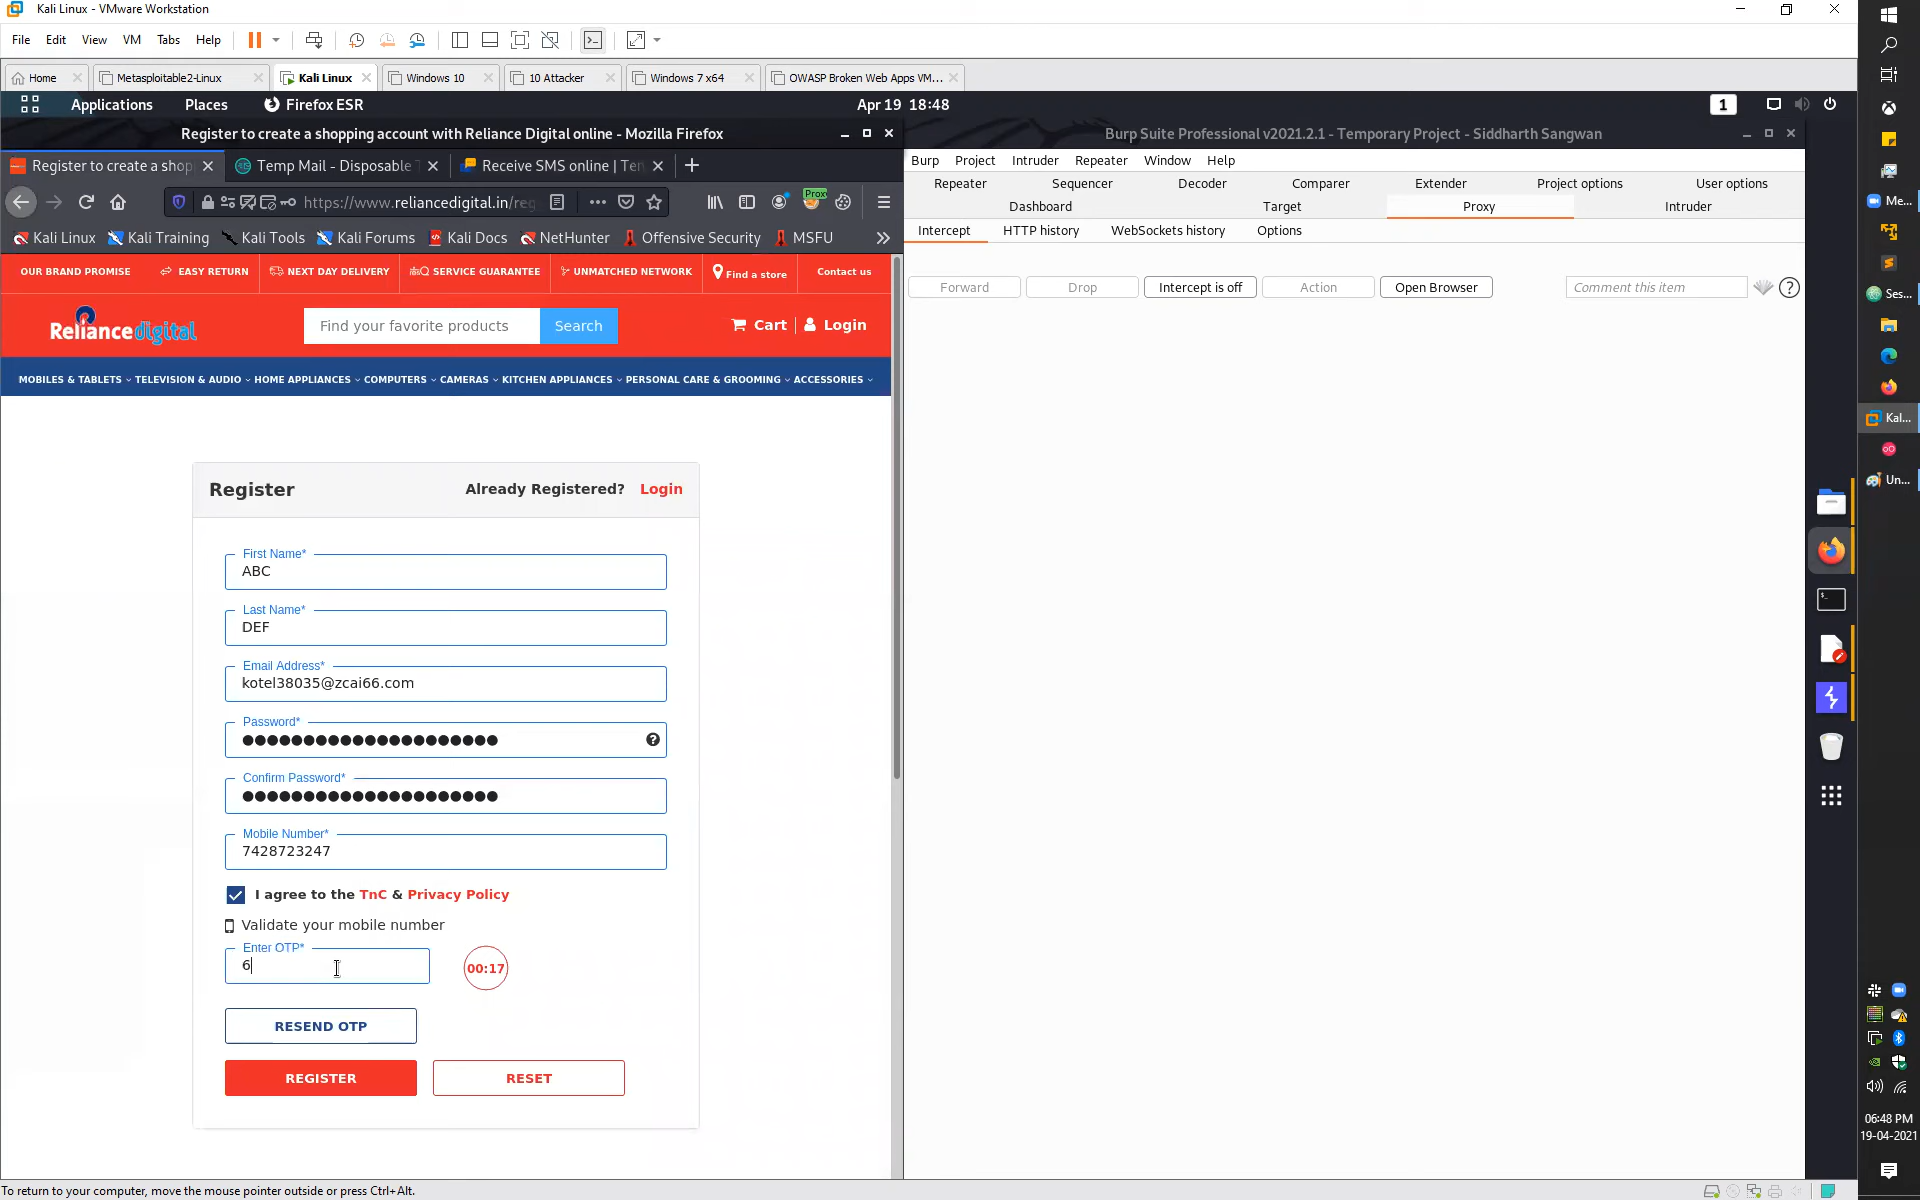 Kali Linux - VMware Workstation
File Edit View VM Tabs Help
Home Metasploitable2-Linux Kali Linux Windows 10 10 Attacker Windows 7 x64 OWASP Broken Web Apps VM...
Applications Places Firefox ESR Apr 19 18:48 1
Register to create a shopping account with Reliance Digital online - Mozilla Firefox
Register to create a shop Temp Mail - Disposable Receive SMS online | Ten
https://www.reliancedigital.in/reg Proxy
Kali Linux Kali Training Kali Tools Kali Forums Kali Docs NetHunter Offensive Security MSFU
OUR BRAND PROMISE EASY RETURN NEXT DAY DELIVERY SERVICE GUARANTEE UNMATCHED NETWORK Find a store Contact us
Reliance digital Find your favorite products Search Cart Login
MOBILES & TABLETS TELEVISION & AUDIO HOME APPLIANCES COMPUTERS CAMERAS KITCHEN APPLIANCES PERSONAL CARE & GROOMING ACCESSORIES
Register Already Registered? Login
First Name*
ABC
Last Name*
DEF
Email Address*
kotel38035@zcai66.com
Password*
Confirm Password*
Mobile Number*
7428723247
I agree to the TnC & Privacy Policy
Validate your mobile number
Enter OTP*
6
00:17
RESEND OTP
REGISTER RESET
Burp Suite Professional v2021.2.1 - Temporary Project - Siddharth Sangwan
Burp Project Intruder Repeater Window Help
Repeater Sequencer Decoder Comparer Extender Project options User options
Dashboard Target Proxy Intruder
Intercept HTTP history WebSockets history Options
Forward Drop Intercept is off Action Open Browser Comment this item
Me...
Ses...
Kal...
Un...
06:48 PM
19-04-2021
To return to your computer, move the mouse pointer outside or press Ctrl+Alt.